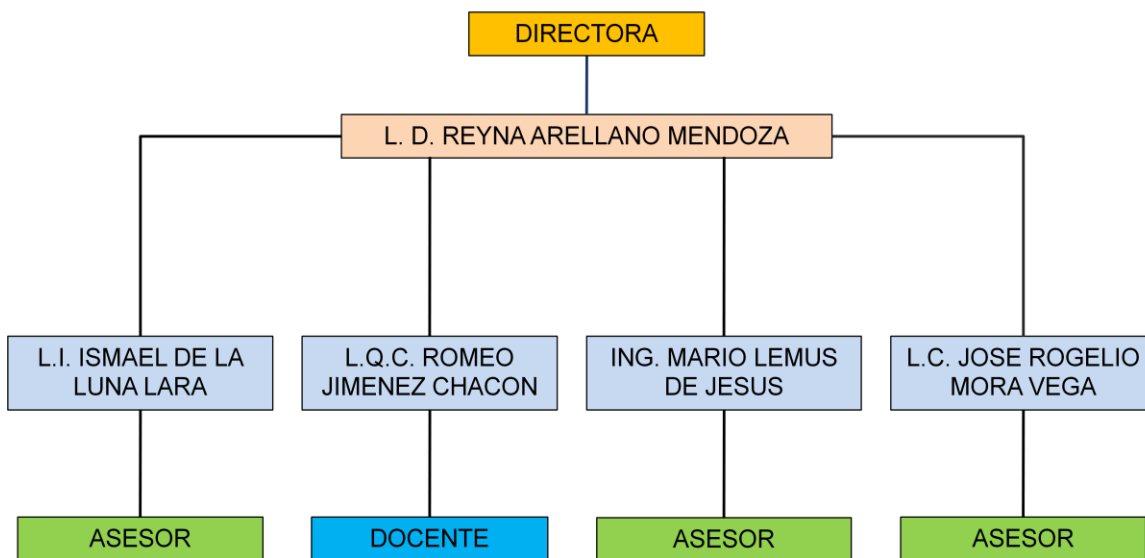 DIRECTORA
L. D. REYNA ARELLANO MENDOZA
L.I. ISMAEL DE LA
LUNA LARA
L.Q.C. ROMEO
JIMENEZ CHACON
ING. MARIO LEMUS
DE JESUS
L.C. JOSE ROGELIO
MORA VEGA
ASESOR
DOCENTE
ASESOR
ASESOR